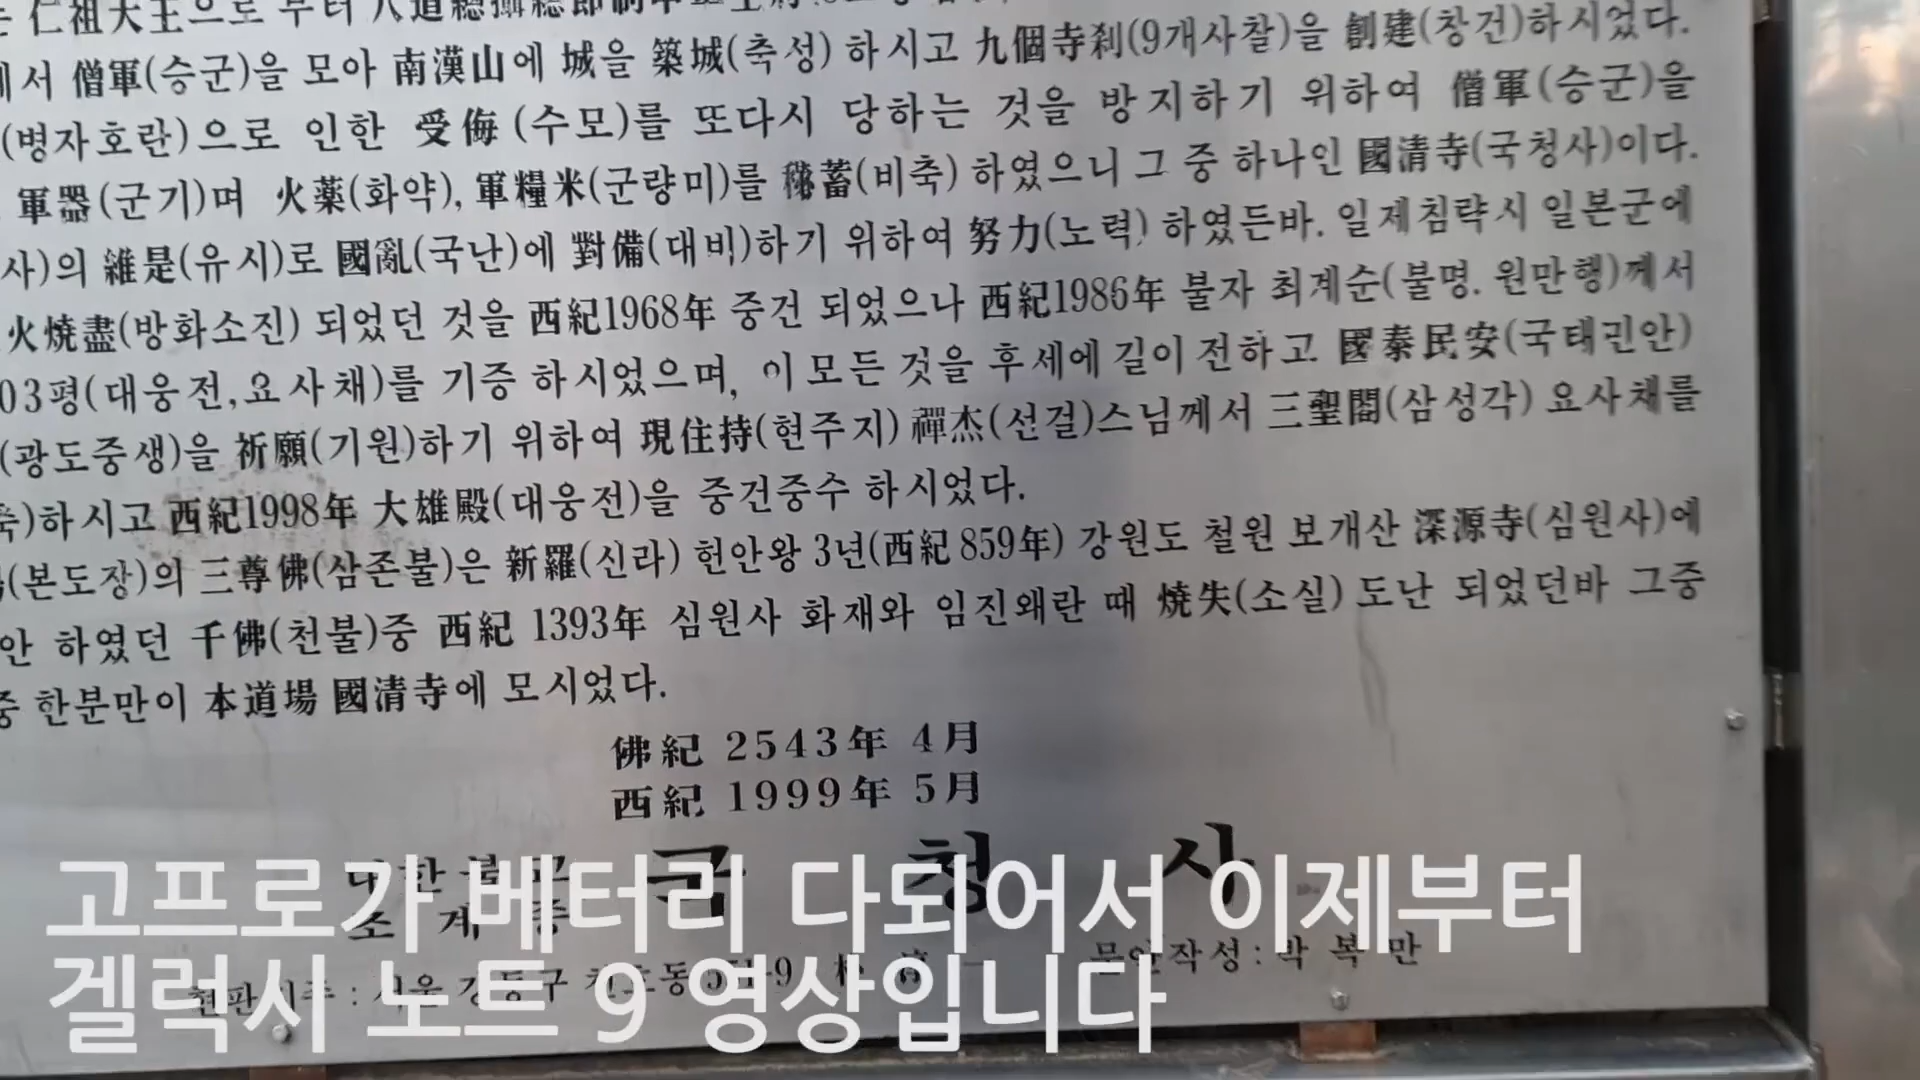 仁祖大王으로 부터 八道總攝總節制中
에서 僧軍(승군)을 모아 南漢山에 城을 築城(축성) 하시고 九個寺刹(9개사찰)을 創建(창건)하시었다.
(병자호란)으로 인한 受侮(수모)를 또다시 당하는 것을 방지하기 위하여 僧軍(승군)을
軍器(군기)며 火藥(화약), 軍糧米(군량미)를 秘蓄(비축) 하였으니 그 중 하나인 國淸寺(국청사)이다.
사)의 維是(유시)로 國亂(국난)에 對備(대비)하기 위하여 努力(노력) 하였든바. 일제침략시 일본군에
火燒盡(방화소진) 되었던 것을 西紀1968年 중건 되었으나 西紀1986年 불자 최계순(불명. 원만행)께서
03평(대웅전,요사채)를 기증 하시었으며, 이 모든 것을 후세에 길이 전하고 國泰民安(국태민안)
(광도중생)을 祈願(기원)하기 위하여 現住持(현주지) 禪杰(선걸)스님께서 三聖閣(삼성각) 요사채를
축)하시고 西紀1998年 大雄殿(대웅전)을 중건중수 하시었다.
(본도장)의 三尊佛(삼존불)은 新羅(신라) 헌안왕 3년(西紀 859年) 강원도 철원 보개산 深源寺(심원사)에
안 하였던 千佛(천불)중 西紀 1393年 심원사 화재와 임진왜란 때 燒失(소실) 도난 되었던바 그중
중 한분만이 本道場 國淸寺에 모시었다.
佛紀 2543年 4月
西紀 1999年 5月
대한불교 조계종 국청사
문안작성 : 박 복 만
고프로가 베터리 다되어서 이제부터
겔럭시 노트 9 영상입니다